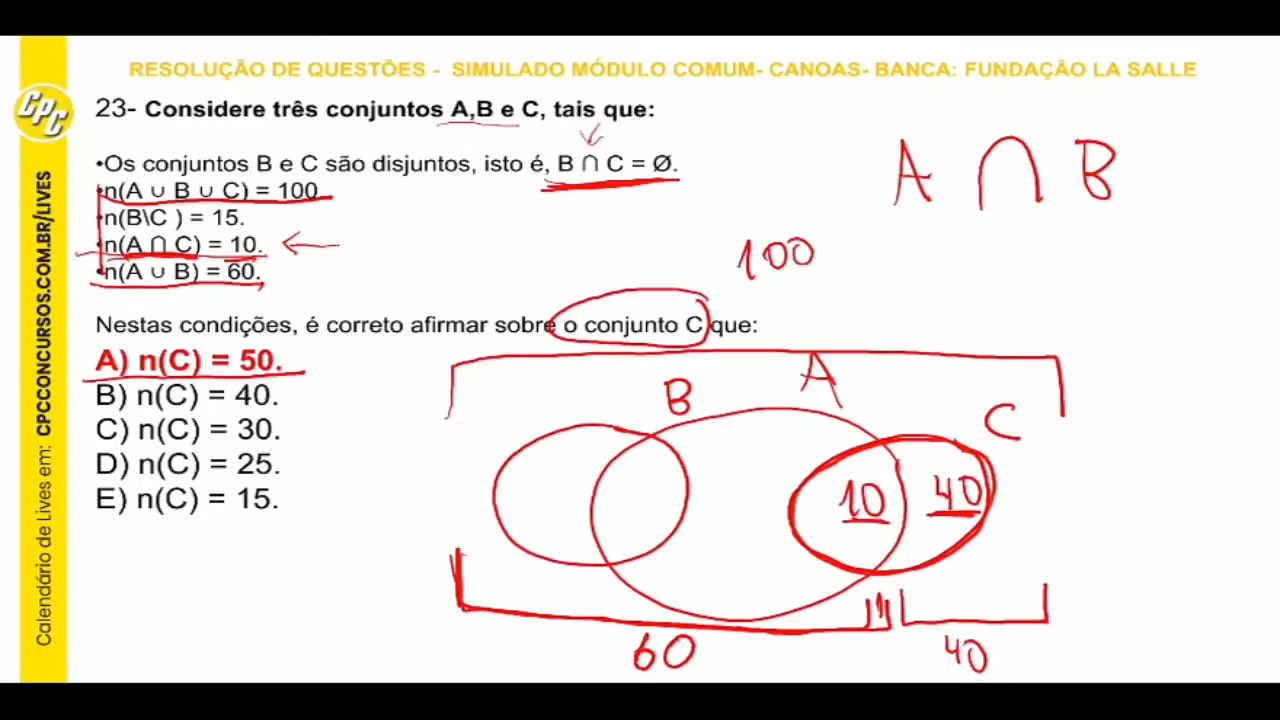 RESOLUÇÃO DE QUESTÕES - SIMULADO MÓDULO COMUM- CANOAS- BANCA: FUNDAÇÃO LA SALLE
CPC
23- Considere três conjuntos A,B e C, tais que:
•Os conjuntos B e C são disjuntos, isto é, B ∩ C = Ø.
•n(A ∪ B ∪ C) = 100
•n(B\C ) = 15.
•n(A ∩ C) = 10.
•n(A ∪ B) = 60.
Nestas condições, é correto afirmar sobre o conjunto C que:
A) n(C) = 50.
B) n(C) = 40.
C) n(C) = 30.
D) n(C) = 25.
E) n(C) = 15.
A ∩ B
100
B A C
10 40
60 40
Calendário de Lives em: CPCCONCURSOS.COM.BR/LIVES